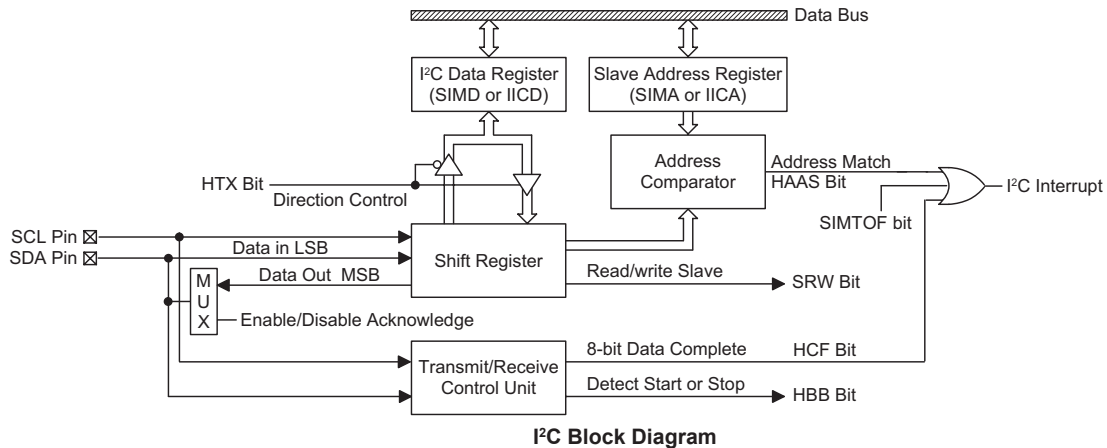 Data Bus
I²C Data Register
(SIMD or IICD)
Slave Address Register
(SIMA or IICA)
HTX Bit
Direction Control
Address
Comparator
Address Match
HAAS Bit
SIMTOF bit
I²C Interrupt
SCL Pin
SDA Pin
Data in LSB
Data Out MSB
Shift Register
Read/write Slave
SRW Bit
M
U
X
Enable/Disable Acknowledge
Transmit/Receive
Control Unit
8-bit Data Complete
HCF Bit
Detect Start or Stop
HBB Bit
I²C Block Diagram